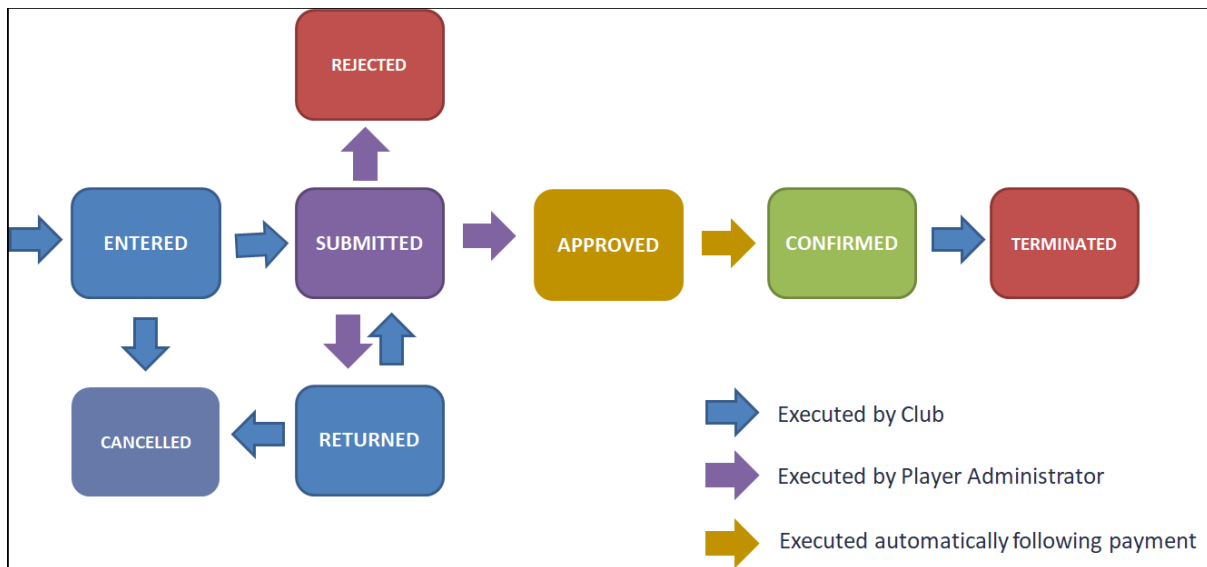 REJECTED
ENTERED
SUBMITTED
APPROVED
CONFIRMED
TERMINATED
CANCELLED
RETURNED
Executed by Club
Executed by Player Administrator
Executed automatically following payment